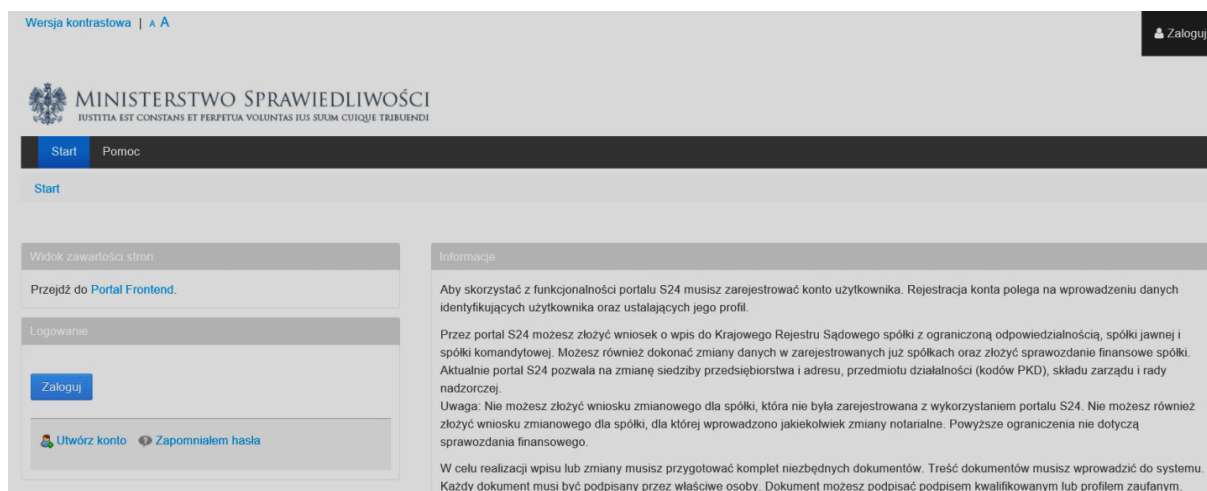 Wersja kontrastowa | A A
Zaloguj
MINISTERSTWO SPRAWIEDLIWOŚCI
IUSTITIA EST CONSTANS ET PERPETUA VOLUNTAS IUS SUUM CUIQUE TRIBUENDI
Start Pomoc
Start
Widok zawartości stron
Przejdź do Portal Frontend.
Logowanie
Zaloguj
Utwórz konto Zapomniałem hasła
Informacje
Aby skorzystać z funkcjonalności portalu S24 musisz zarejestrować konto użytkownika. Rejestracja konta polega na wprowadzeniu danych
identyfikujących użytkownika oraz ustalających jego profil.
Przez portal S24 możesz złożyć wniosek o wpis do Krajowego Rejestru Sądowego spółki z ograniczoną odpowiedzialnością, spółki jawnej i
spółki komandytowej. Możesz również dokonać zmiany danych w zarejestrowanych już spółkach oraz złożyć sprawozdanie finansowe spółki.
Aktualnie portal S24 pozwala na zmianę siedziby przedsiębiorstwa i adresu, przedmiotu działalności (kodów PKD), składu zarządu i rady
nadzorczej.
Uwaga: Nie możesz złożyć wniosku zmianowego dla spółki, która nie była zarejestrowana z wykorzystaniem portalu S24. Nie możesz również
złożyć wniosku zmianowego dla spółki, dla której wprowadzono jakiekolwiek zmiany notarialne. Powyższe ograniczenia nie dotyczą
sprawozdania finansowego.
W celu realizacji wpisu lub zmiany musisz przygotować komplet niezbędnych dokumentów. Treść dokumentów musisz wprowadzić do systemu.
Każdy dokument musi być podpisany przez właściwe osoby. Dokument możesz podpisać podpisem kwalifikowanym lub profilem zaufanym.